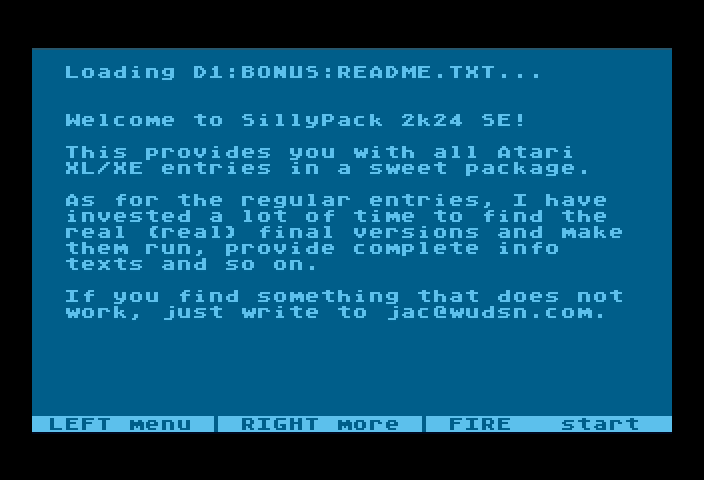 Loading D1:BONUS:README.TXT...
Welcome to SillyPack 2k24 SE!
This provides you with all Atari
XL/XE entries in a sweet package.
As for the regular entries, I have
invested a lot of time to find the
real (real) final versions and make
them run, provide complete info
texts and so on.
If you find something that does not
work, just write to jac@wudsn.com.
LEFT menu | RIGHT more | FIRE start